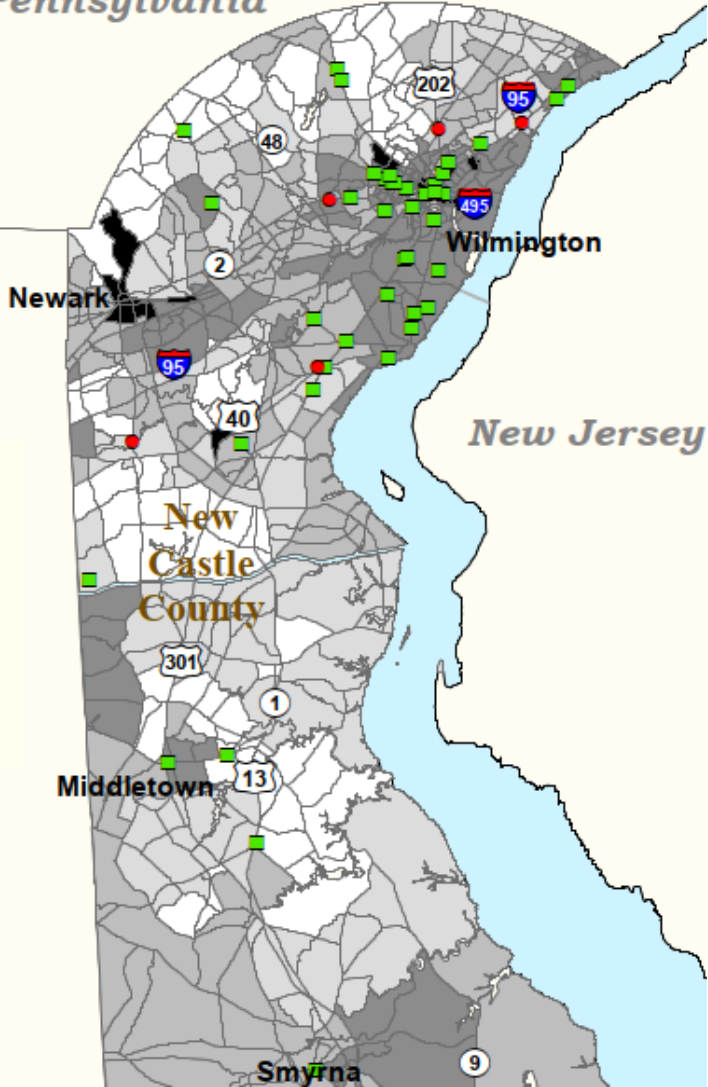 Pennsylvania
202
95
48
495
Wilmington
2
Newark
95
40
New Jersey
New
Castle
County
301
1
Middletown
13
Smyrna
9